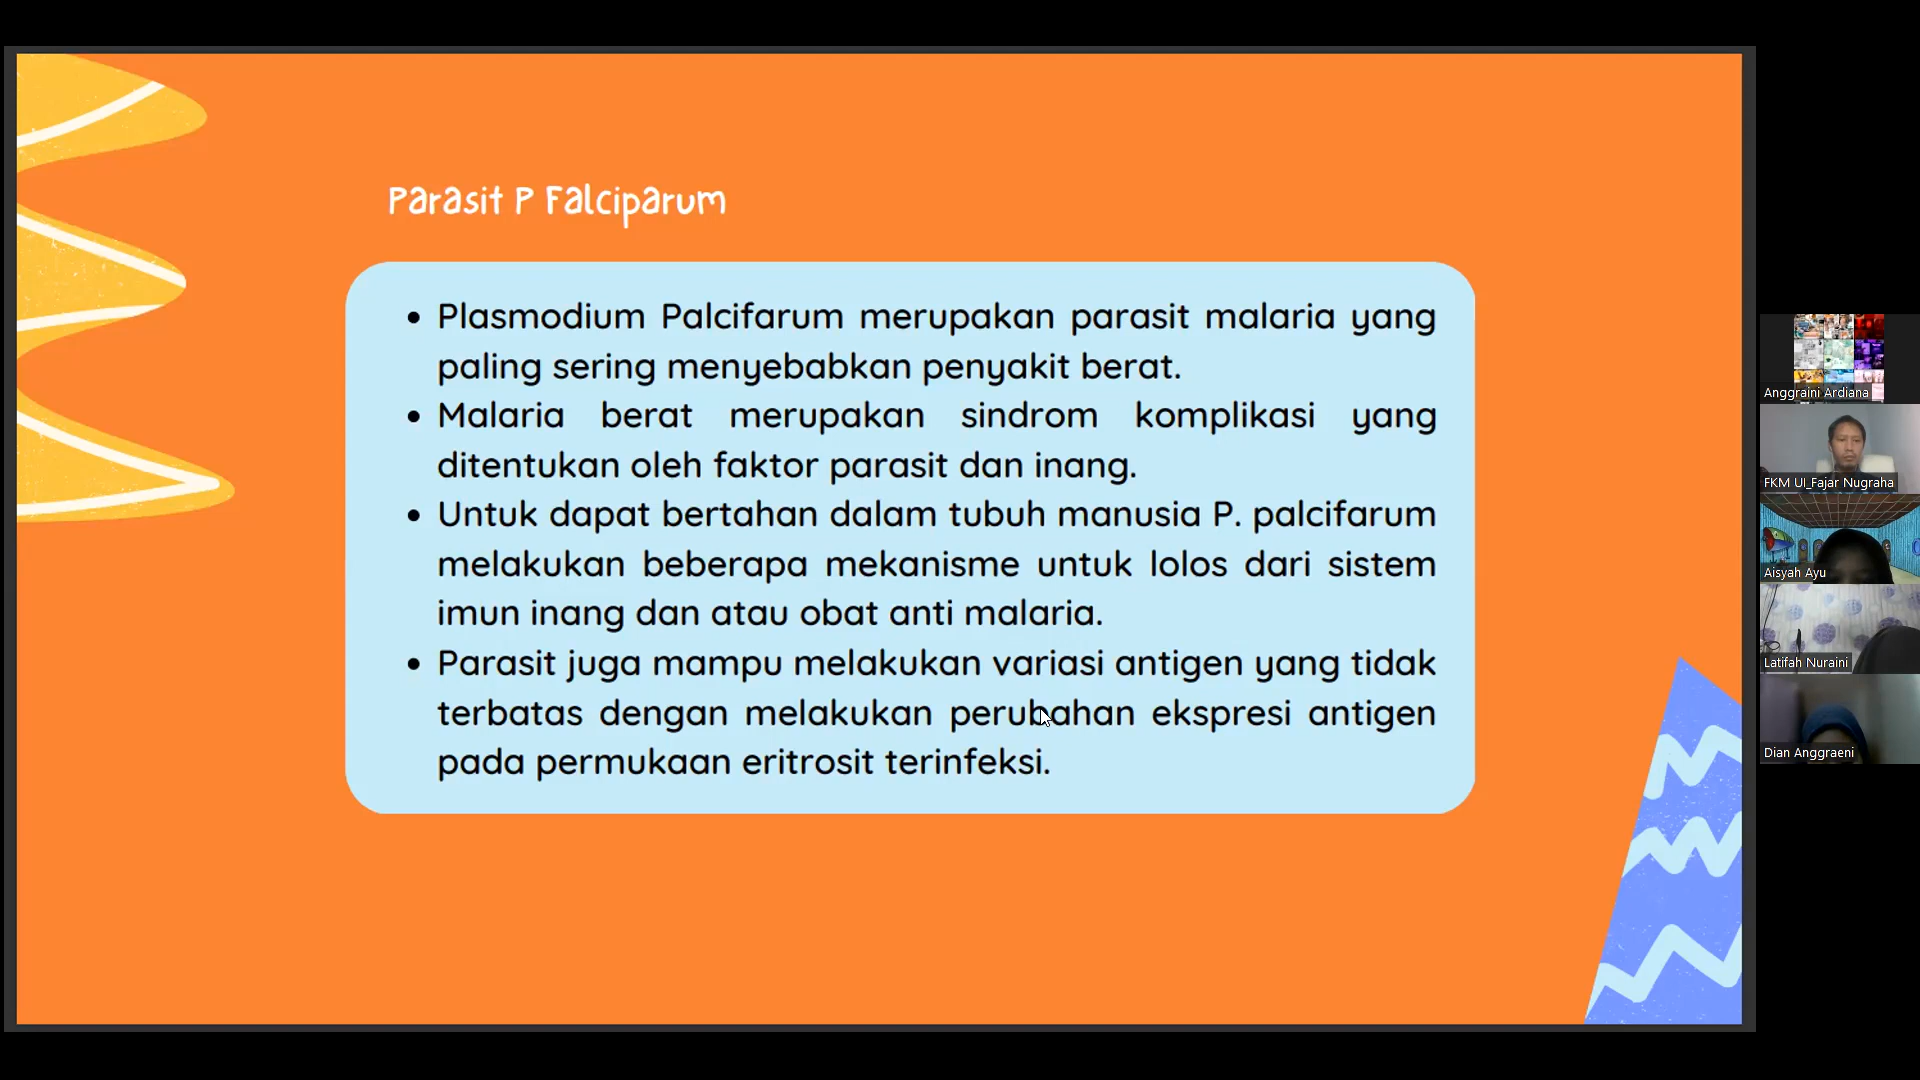 Parasit P Falciparum
• Plasmodium Palcifarum merupakan parasit malaria yang
paling sering menyebabkan penyakit berat.
• Malaria berat merupakan sindrom komplikasi yang
ditentukan oleh faktor parasit dan inang.
• Untuk dapat bertahan dalam tubuh manusia P. palcifarum
melakukan beberapa mekanisme untuk lolos dari sistem
imun inang dan atau obat anti malaria.
• Parasit juga mampu melakukan variasi antigen yang tidak
terbatas dengan melakukan perubahan ekspresi antigen
pada permukaan eritrosit terinfeksi.
Anggraini Ardiana
FKM UI_Fajar Nugraha
Aisyah Ayu
Latifah Nuraini
Dian Anggraeni